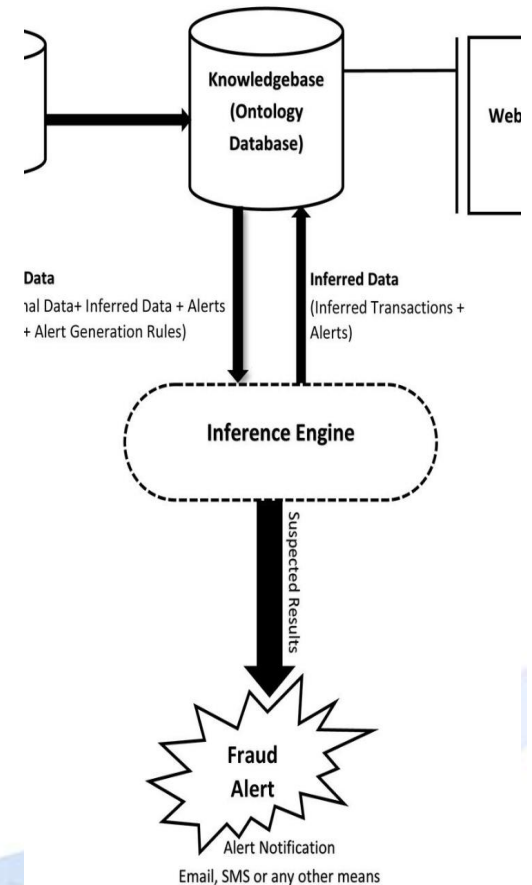 Knowledgebase
(Ontology
Database)
Web
Data
nal Data+ Inferred Data + Alerts
+ Alert Generation Rules)
Inferred Data
(Inferred Transactions +
Alerts)
Inference Engine
Suspected Results
Fraud
Alert
Alert Notification
Email, SMS or any other means